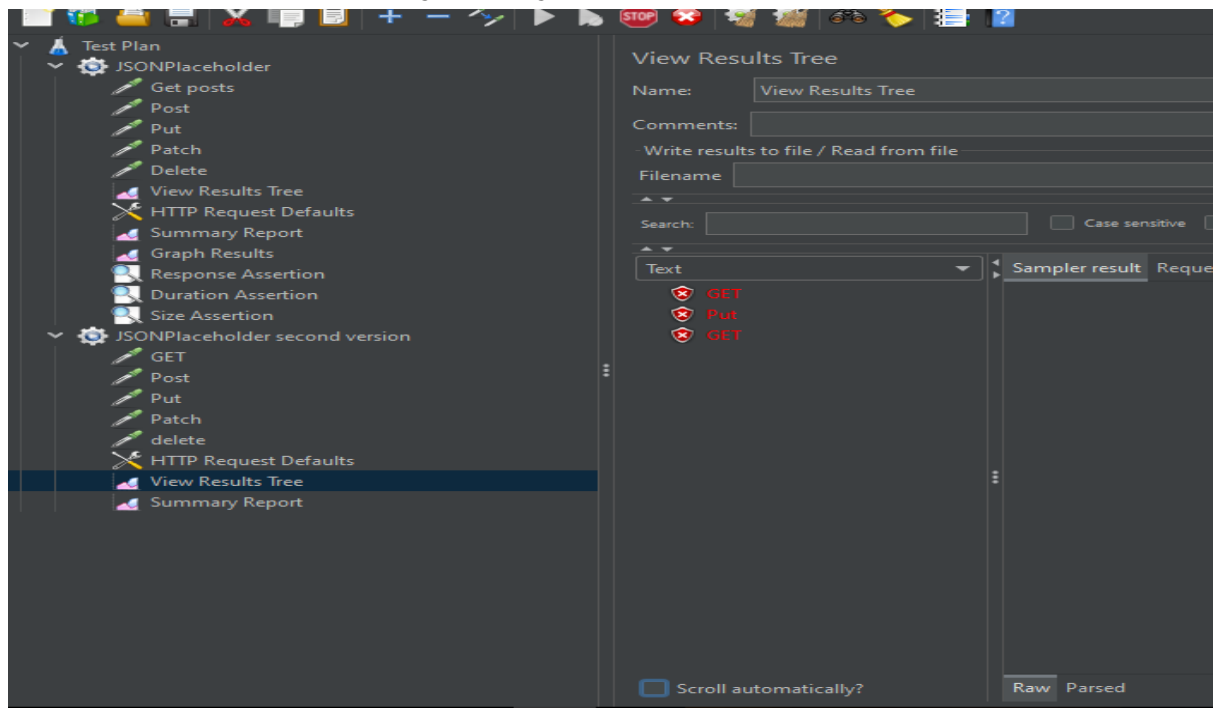 STOP
Test Plan
JSONPlaceholder
Get posts
Post
Put
Patch
Delete
View Results Tree
HTTP Request Defaults
Summary Report
Graph Results
Response Assertion
Duration Assertion
Size Assertion
JSONPlaceholder second version
GET
Post
Put
Patch
delete
HTTP Request Defaults
View Results Tree
Summary Report
View Results Tree
Name: View Results Tree
Comments:
Write results to file / Read from file
Filename
Search: Case sensitive
Text
GET
Put
GET
Scroll automatically?
Sampler result Reque
Raw Parsed